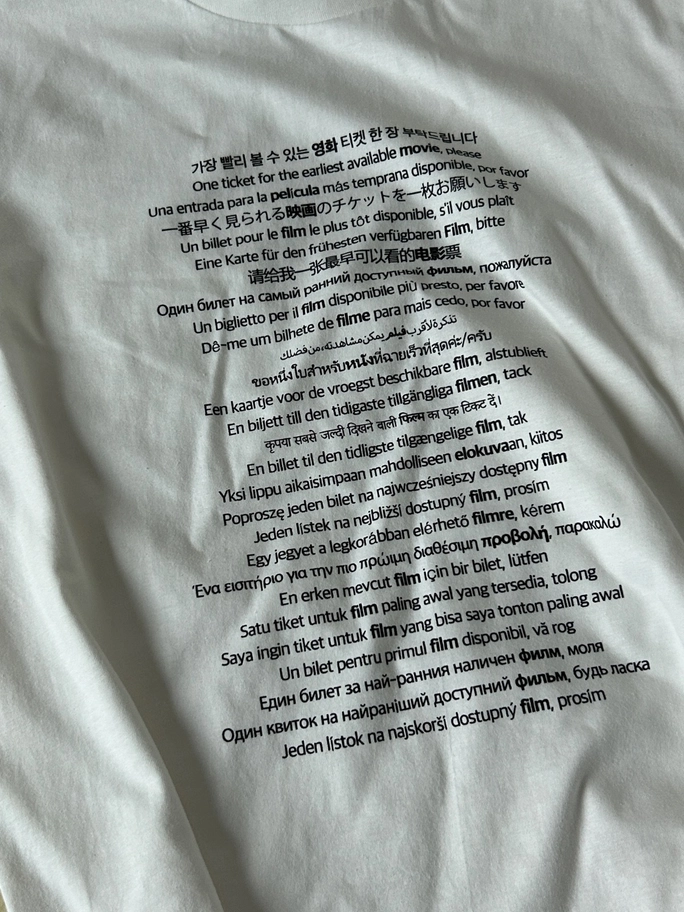 가장 빨리 볼 수 있는 영화 티켓 한 장 부탁드립니다
One ticket for the earliest available movie, please
Una entrada para la película más temprana disponible, por favor
一番早く見られる映画のチケットを一枚お願いします
Un billet pour le film le plus tôt disponible, s'il vous plaît
Eine Karte für den frühesten verfügbaren Film, bitte
请给我一张最早可以看的电影票
Один билет на самый ранний доступный фильм, пожалуйста
Un biglietto per il film disponibile più presto, per favore
Dê-me um bilhete de filme para mais cedo, por favor
تذكرة لأقرب فيلم يمكن مشاهدته، من فضلك
ขอหนึ่งใบสำหรับหนังที่ฉายเร็วที่สุดค่ะ/ครับ
Een kaartje voor de vroegst beschikbare film, alstublieft
En biljett till den tidigaste tillgängliga filmen, tack
कृपया सबसे जल्दी दिखने वाली फिल्म का एक टिकट दें।
En billet til den tidligste tilgængelige film, tak
Yksi lippu aikaisimpaan mahdolliseen elokuvaan, kiitos
Poproszę jeden bilet na najwcześniejszy dostępny film
Jeden lístek na nejbližší dostupný film, prosím
Egy jegyet a legkorábban elérhető filmre, kérem
Ένα εισιτήριο για την πιο πρώιμη διαθέσιμη προβολή, παρακαλώ
En erken mevcut film için bir bilet, lütfen
Satu tiket untuk film paling awal yang tersedia, tolong
Saya ingin tiket untuk film yang bisa saya tonton paling awal
Un bilet pentru primul film disponibil, vă rog
Един билет за най-ранния наличен филм, моля
Один квиток на найраніший доступний фильм, будь ласка
Jeden lístok na najskorší dostupný film, prosím